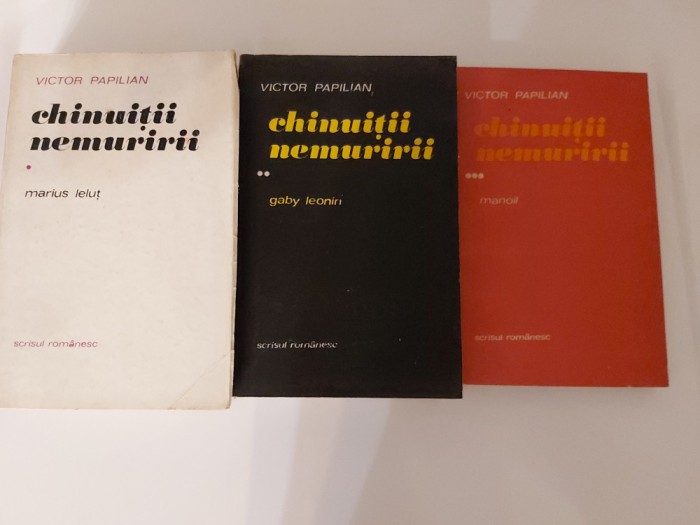 VICTOR PAPILIAN
chinuiții
nemuririi
•
marius leluț
scrisul românesc
VICTOR PAPILIAN
chinuiții
nemuririi
••
gaby leonin
scrisul românesc
VICTOR PAPILIAN
chinuiții
nemuririi
•••
manoil
scrisul românesc